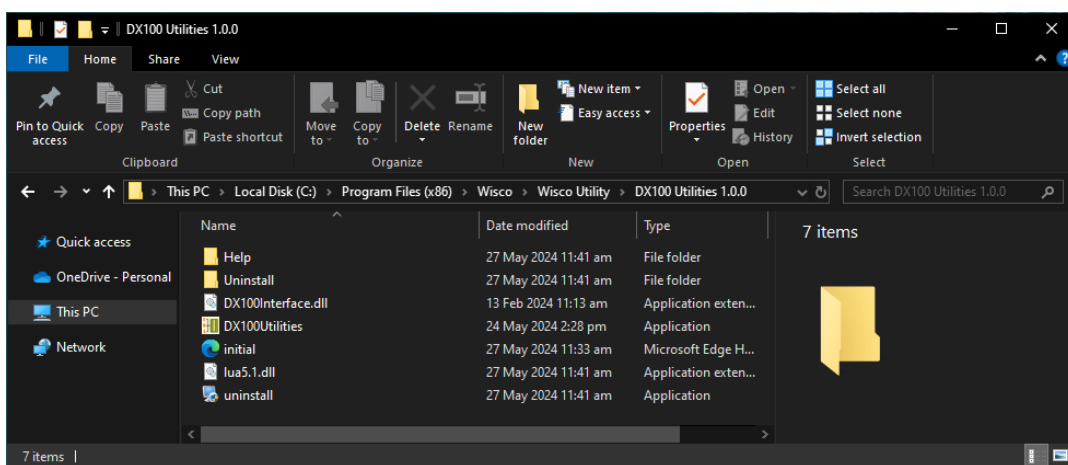 DX100 Utilities 1.0.0
File Home Share View
Pin to Quick access
Copy
Paste
Cut
Copy path
Paste shortcut
Clipboard
Move to
Copy to
Delete
Rename
Organize
New folder
New item
Easy access
New
Properties
Open
Edit
History
Open
Select all
Select none
Invert selection
Select
This PC > Local Disk (C:) > Program Files (x86) > Wisco > Wisco Utility > DX100 Utilities 1.0.0
Search DX100 Utilities 1.0.0
Quick access
OneDrive - Personal
This PC
Network
Name Date modified Type
Help 27 May 2024 11:41 am File folder
Uninstall 27 May 2024 11:41 am File folder
DX100Interface.dll 13 Feb 2024 11:13 am Application exten...
DX100Utilities 24 May 2024 2:28 pm Application
initial 27 May 2024 11:33 am Microsoft Edge H...
lua5.1.dll 27 May 2024 11:41 am Application exten...
uninstall 27 May 2024 11:41 am Application
7 items
7 items